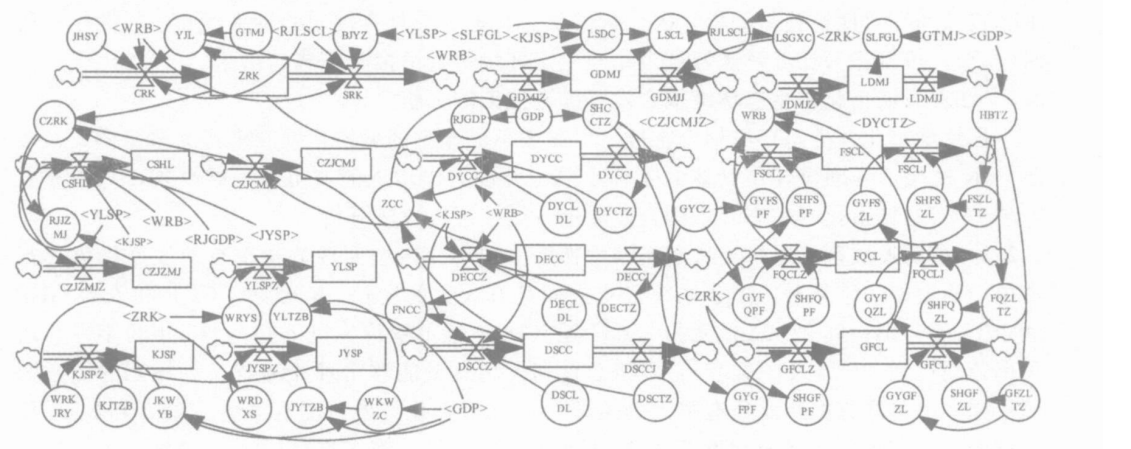 JHSY
<WRB>
YJL
GTMJ
<RJLSCL>
BJYZ
<YLSP>
<SLFGL>
<KJSP>
LSDC
LSCL
RJLSCL
LSGXC
<ZRK>
SLFGL
<GTMJ>
<GDP>
<WRB>
CRK
ZRK
SRK
GDMJZ
GDMJ
GDMJJ
JDMJZ
LDMJ
LDMJJ
CZRK
RJGDP
GDP
SHC
CTZ
<CZJCMJZ>
WRB
<DYCTZ>
HBTZ
CSHL
CZJCMJ
DYCC
DYCCJ
FSCLZ
FSCL
FSCLJ
RJJZ
MJ
<YLSP>
<KJSP>
<WRB>
<RJGDP>
<JYSP>
ZCC
<KJSP>
<WRB>
DYCL
DL
DYCTZ
GYCZ
GYFS
PF
SHFS
PF
GYFS
ZL
SHFS
ZL
FSZL
TZ
CZJZMJZ
CZJZMJ
YLSPZ
YLSP
DECCZ
DECC
DECCJ
FQCLZ
FQCL
FQCLJ
<ZRK>
WRYS
YLTZB
FNCC
DECL
DL
DECTZ
<CZRK>
GYF
QPF
SHFQ
PF
GYF
QZL
SHFQ
ZL
FQZL
TZ
KJSPZ
KJSP
JYSPZ
JYSP
DSCCZ
DSCC
DSCCJ
GFCLZ
GFCL
GFCLJ
WRK
JRY
KJTZB
JKW
YB
WRD
XS
JYTZB
WKW
ZC
<GDP>
DSCL
DL
DSCTZ
GYG
FPF
SHGF
PF
GYGF
ZL
SHGF
ZL
GFZL
TZ